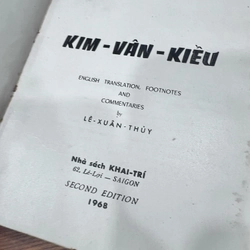 KIM - VÂN - KIỀU
ENGLISH TRANSLATION, FOOTNOTES
AND
COMMENTARIES
by
LÊ-XUÂN-THỦY
Nhà sách KHAI-TRÍ
62, Lê-Lợi — SAIGON
SECOND EDITION
1968